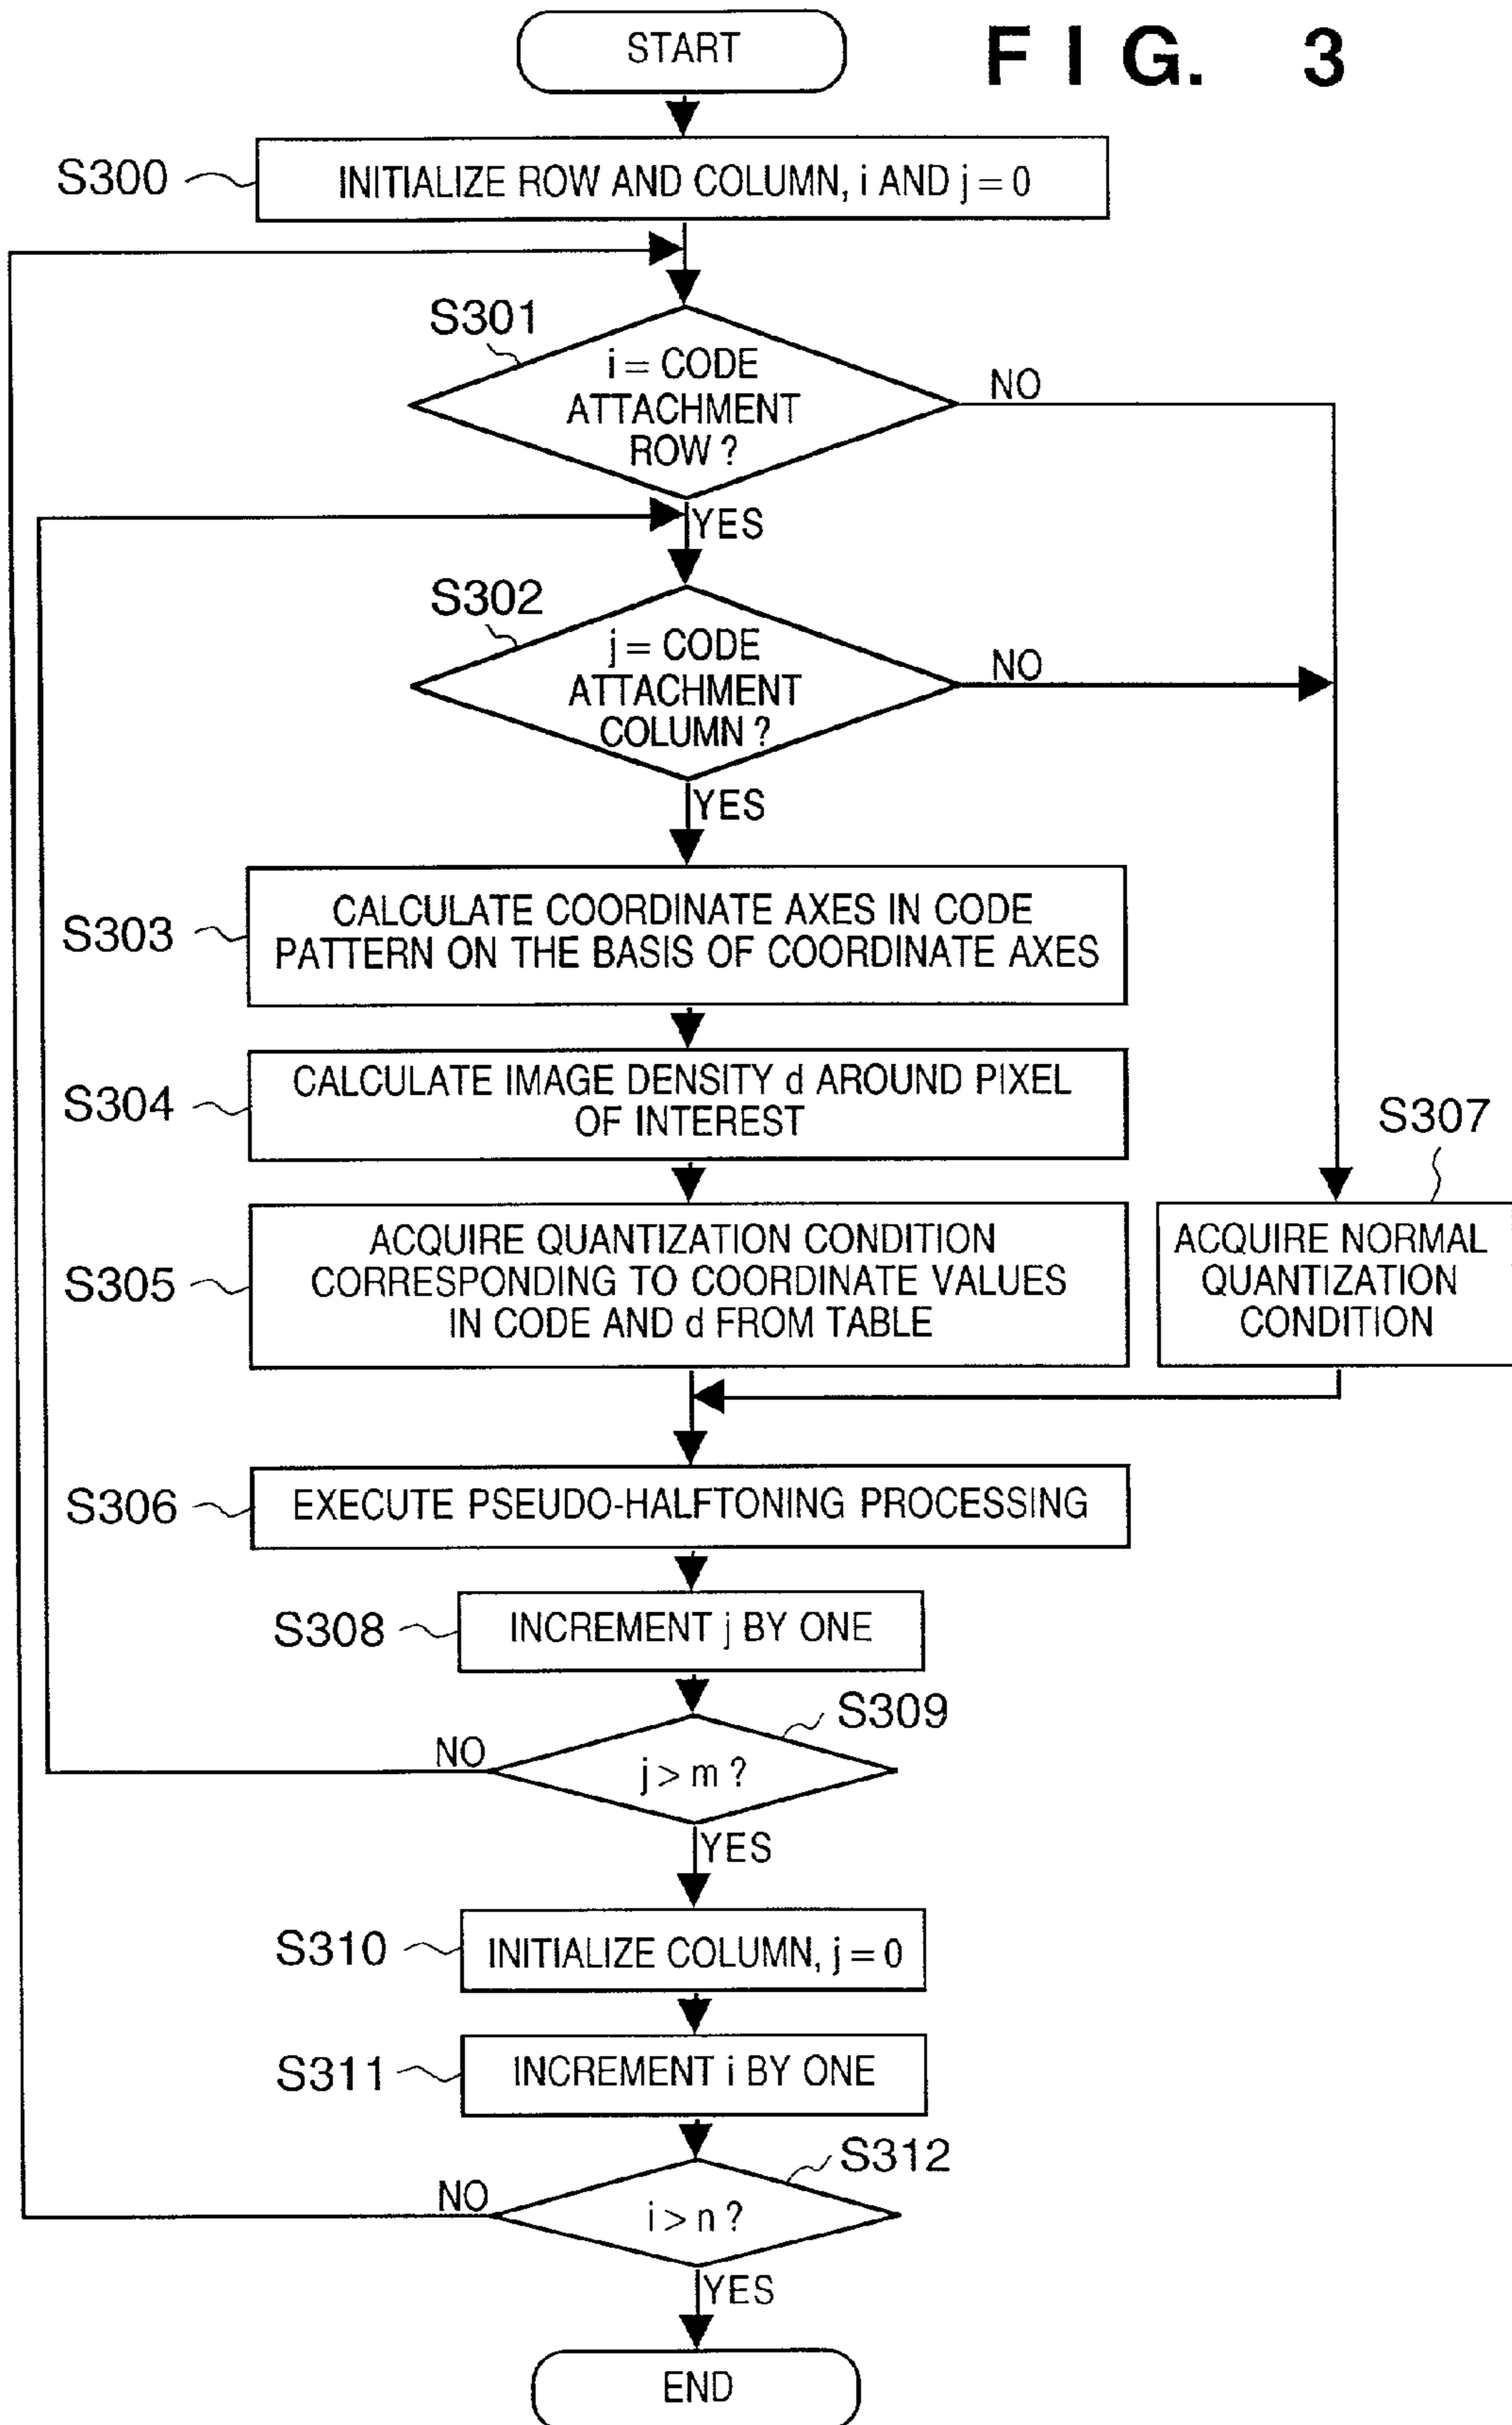 START
F I G. 3
S300
INITIALIZE ROW AND COLUMN, i AND j = 0
S301
i = CODE
ATTACHMENT
ROW ?
NO
YES
S302
j = CODE
ATTACHMENT
COLUMN ?
NO
YES
S303
CALCULATE COORDINATE AXES IN CODE
PATTERN ON THE BASIS OF COORDINATE AXES
S304
CALCULATE IMAGE DENSITY d AROUND PIXEL
OF INTEREST
S305
ACQUIRE QUANTIZATION CONDITION
CORRESPONDING TO COORDINATE VALUES
IN CODE AND d FROM TABLE
S307
ACQUIRE NORMAL
QUANTIZATION
CONDITION
S306
EXECUTE PSEUDO-HALFTONING PROCESSING
S308
INCREMENT j BY ONE
S309
NO
j > m ?
YES
S310
INITIALIZE COLUMN, j = 0
S311
INCREMENT i BY ONE
S312
NO
i > n ?
YES
END